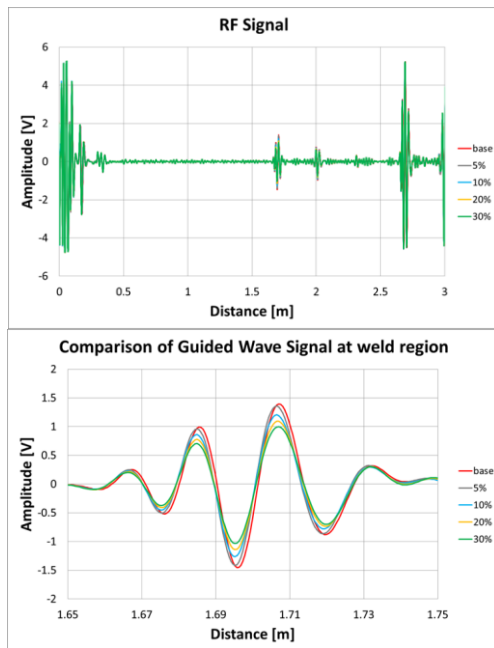 RF Signal
Amplitude [V]
6
4
2
0
-2
-4
-6
0 0.5 1 1.5 2 2.5 3
Distance [m]
base
5%
10%
20%
30%
Comparison of Guided Wave Signal at weld region
Amplitude [V]
2
1.5
1
0.5
0
-0.5
-1
-1.5
-2
1.65 1.67 1.69 1.71 1.73 1.75
Distance [m]
base
5%
10%
20%
30%